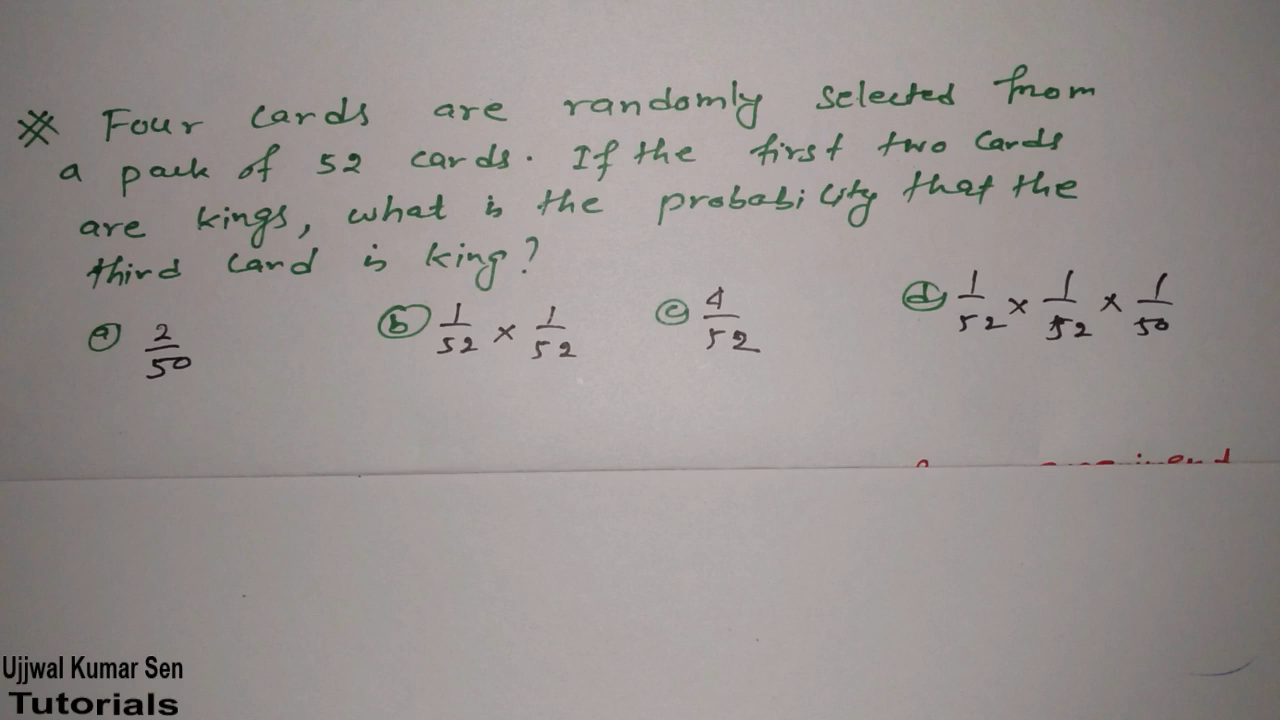 ※ Four cards are randomly selected from
a pack of 52 cards. If the first two cards
are kings, what is the probability that the
third card is king?
(a) 2/50 (b) 1/52 × 1/52 (c) 4/52 (d) 1/52 × 1/52 × 1/50
Ujjwal Kumar Sen
Tutorials